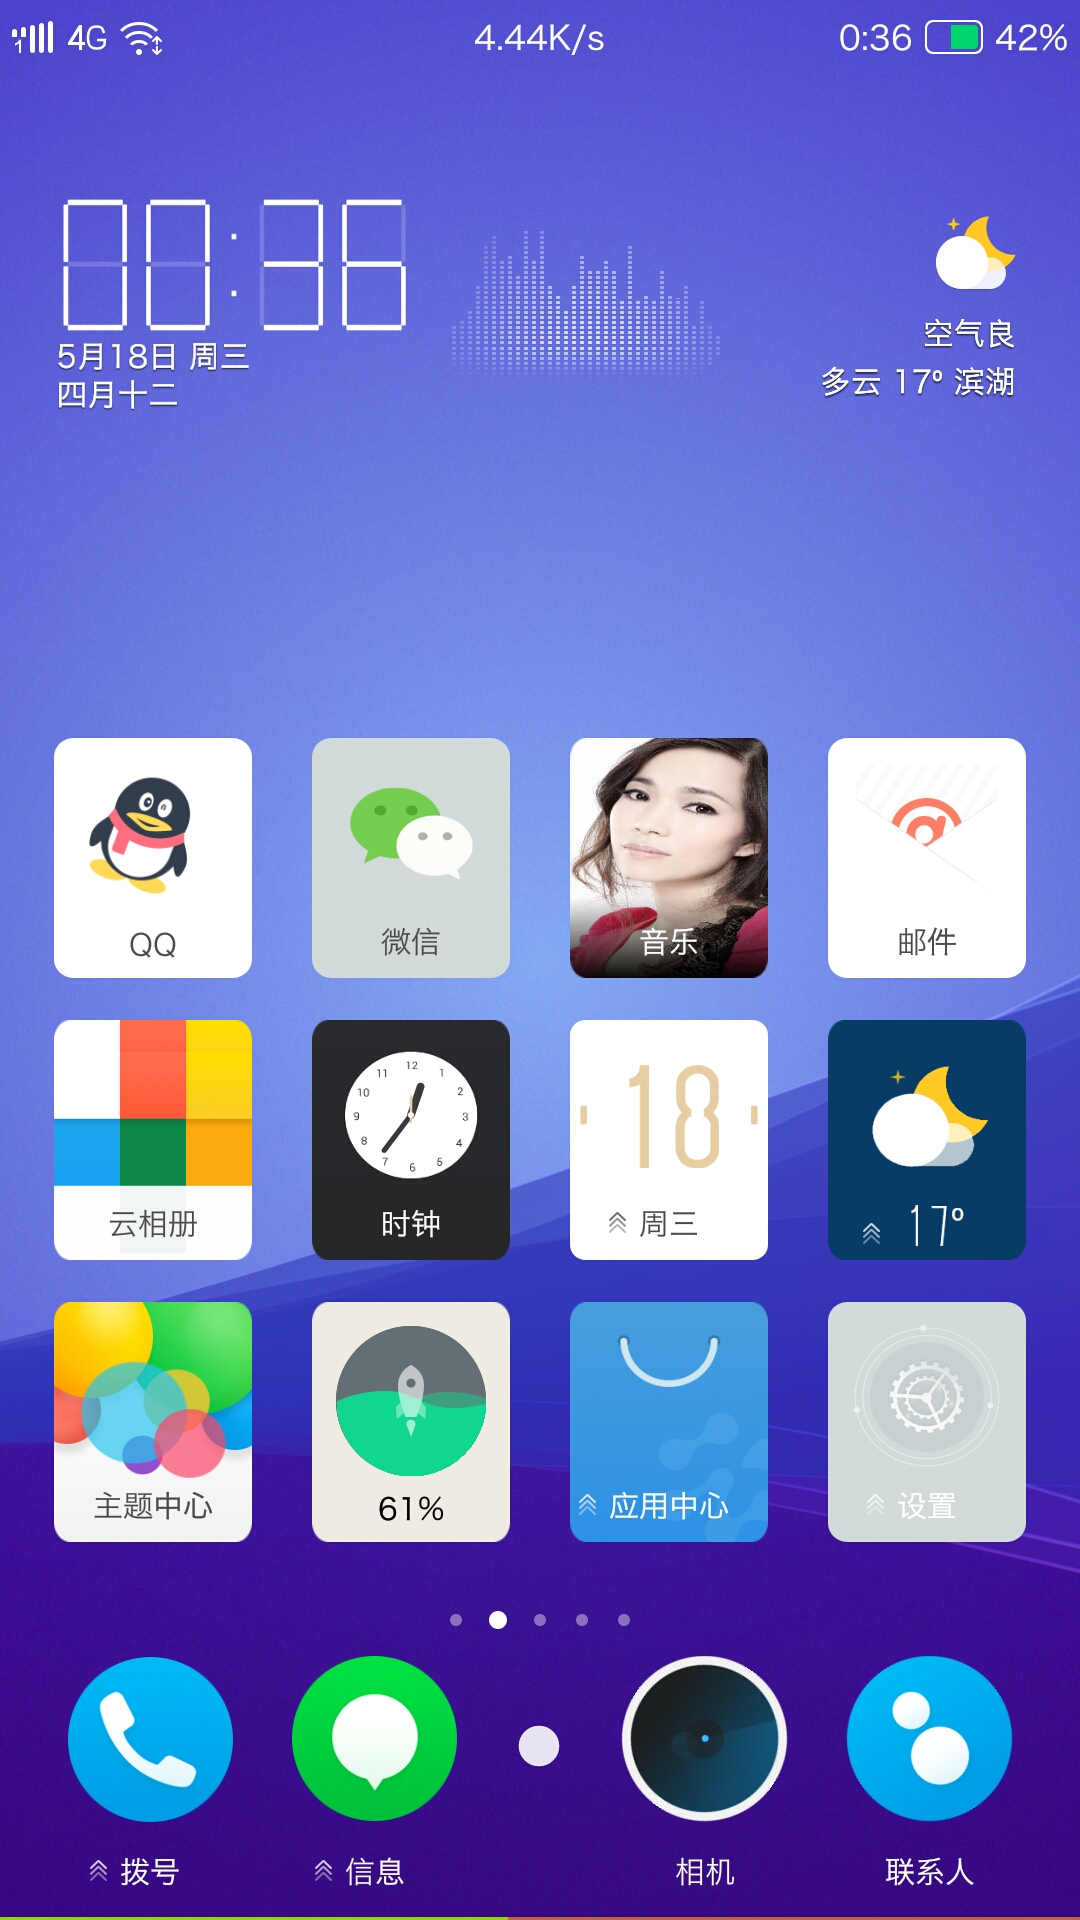 1 4G 4.44K/s 0:36 42%
00:36
5月18日 周三
四月十二
空气良
多云 17° 滨湖
QQ 微信 音乐 邮件
12 1 2 3 4 5 6 7 8 9 10 11
18
云相册 时钟 周三 17°
主题中心 61% 应用中心 设置
拨号 信息 相机 联系人